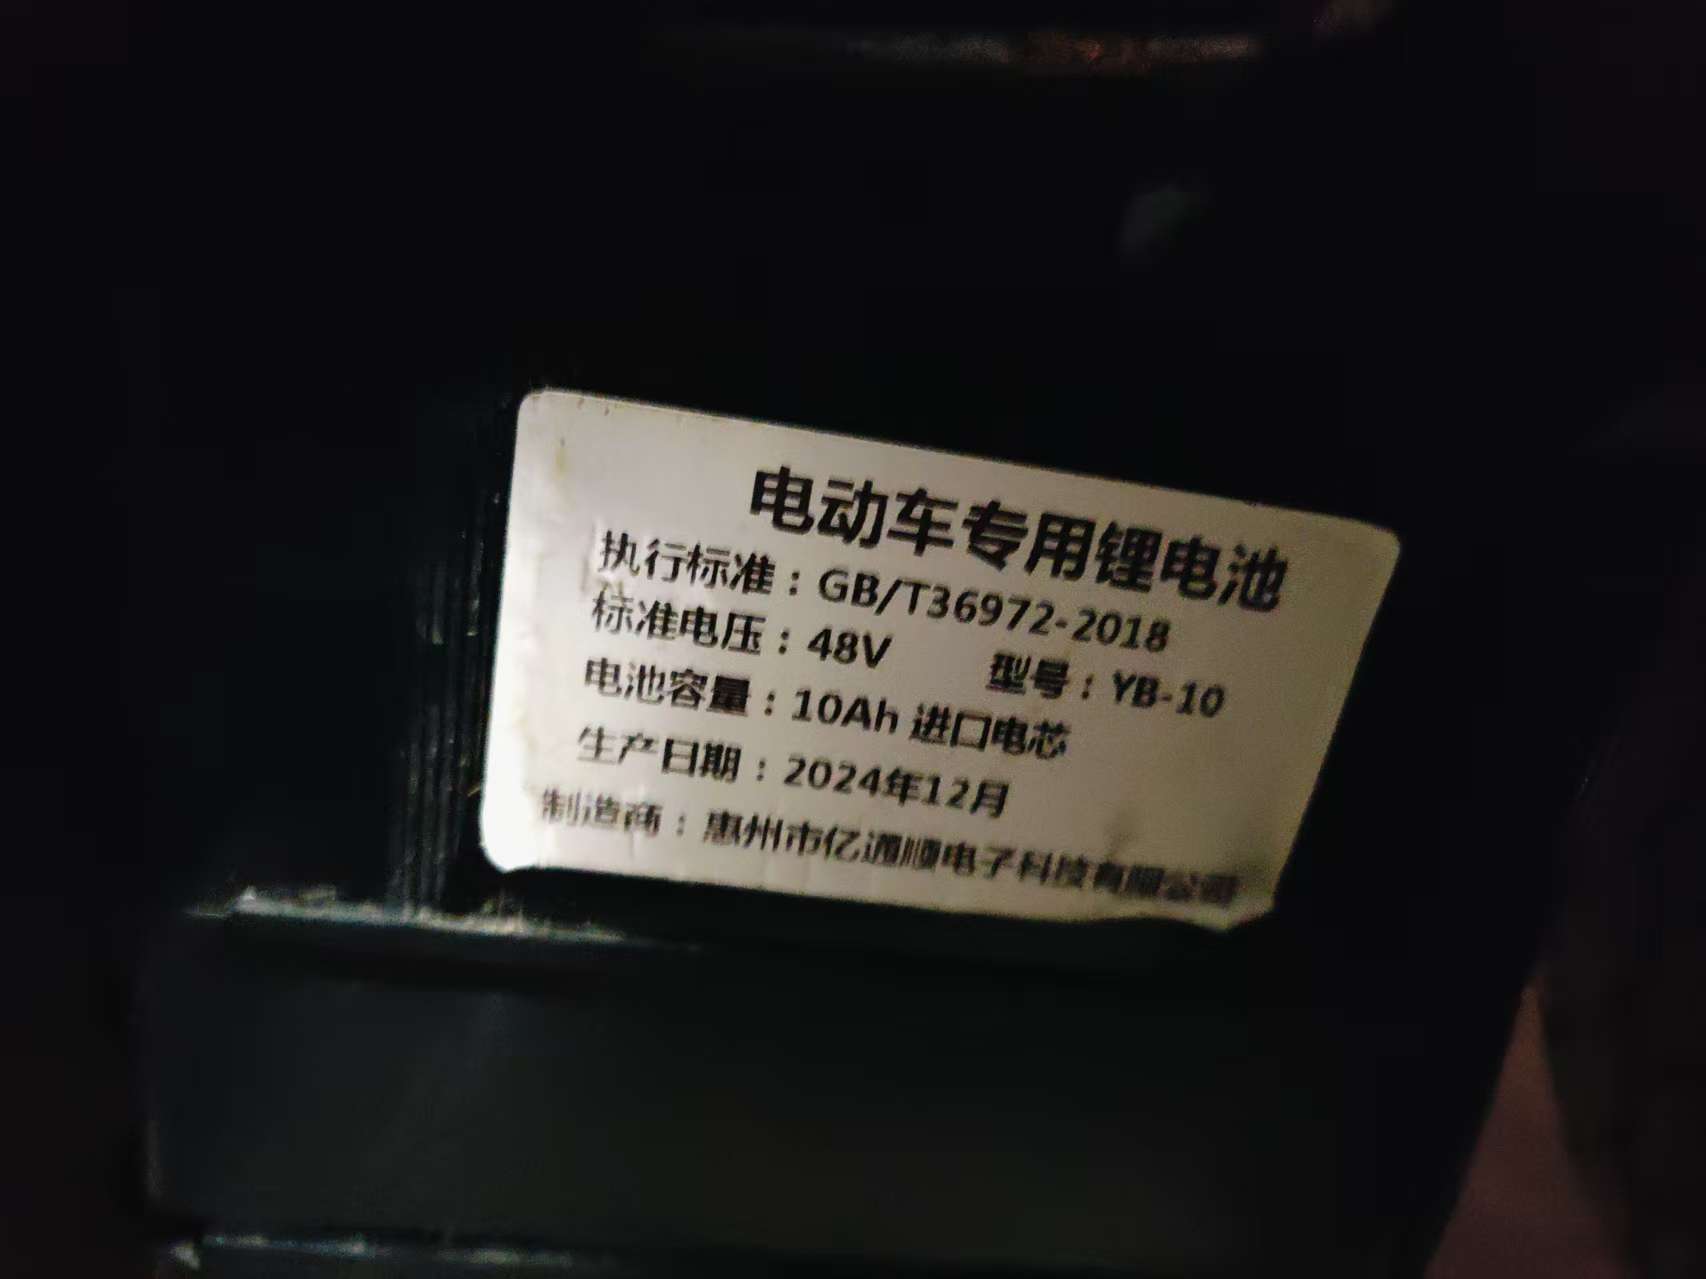 电动车专用锂电池
执行标准：GB/T36972-2018
标准电压：48V 型号：YB-10
电池容量：10Ah 进口电芯
生产日期：2024年12月
制造商：惠州市亿通顺电子科技有限公司